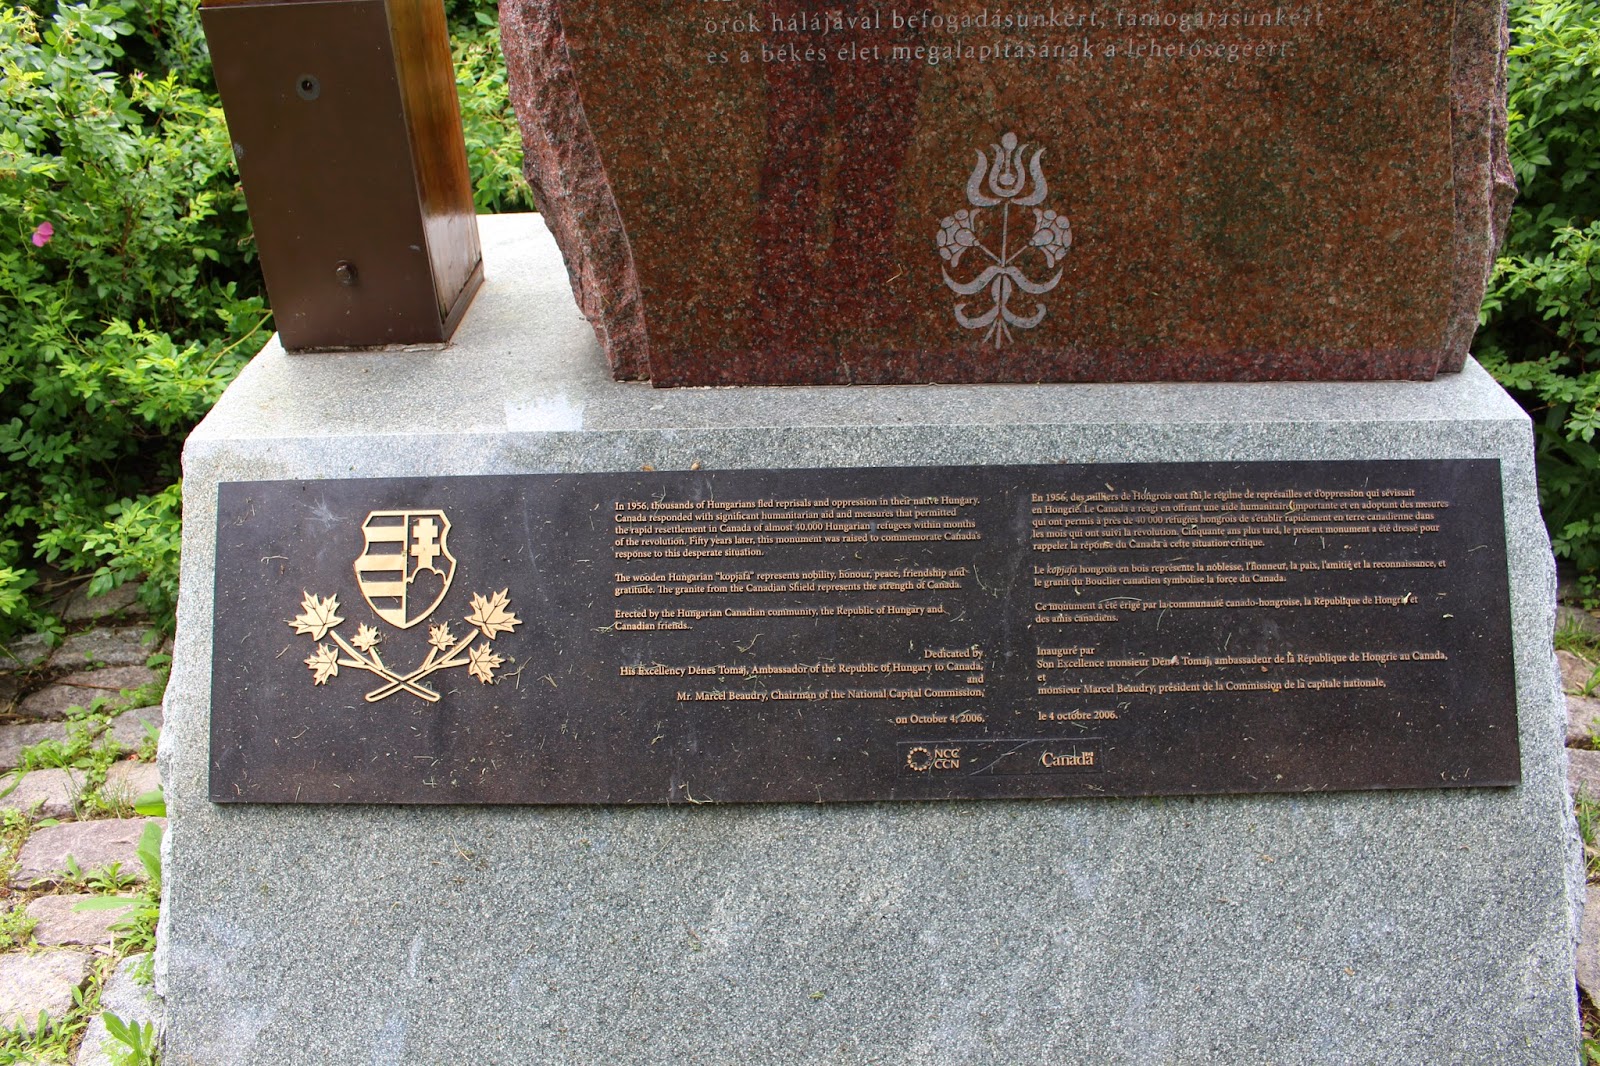 örök hálájával befogadásunkért, támogatásunkért
és a békés élet megalapításának a lehetőségéért.
In 1956, thousands of Hungarians fled reprisals and oppression in their native Hungary.
Canada responded with significant humanitarian aid and measures that permitted
the rapid resettlement in Canada of almost 40,000 Hungarian refugees within months
of the revolution. Fifty years later, this monument was raised to commemorate Canada's
response to this desperate situation.
The wooden Hungarian "kopjafa" represents nobility, honour, peace, friendship and
gratitude. The granite from the Canadian Shield represents the strength of Canada.
Erected by the Hungarian Canadian community, the Republic of Hungary and
Canadian friends..
Dedicated by
His Excellency Dénes Tomaj, Ambassador of the Republic of Hungary to Canada,
and
Mr. Marcel Beaudry, Chairman of the National Capital Commission,
on October 4, 2006.
En 1956, des milliers de Hongrois ont fui le régime de représailles et d'oppression qui sévissait
en Hongrie. Le Canada a réagi en offrant une aide humanitaire importante et en adoptant des mesures
qui ont permis à près de 40 000 réfugiés hongrois de s'établir rapidement en terre canadienne dans
les mois qui ont suivi la revolution. Cinquante ans plus tard, le présent monument a été dressé pour
rappeler la réponse du Canada à cette situation critique.
Le kopjafa hongrois en bois représente la noblesse, l'honneur, la paix, l'amitié et la reconnaissance, et
le granit du Bouclier canadien symbolise la force du Canada.
Ce monument a été érigé par la communauté canado-hongroise, la République de Hongrie et
des amis canadiens.
Inauguré par
Son Excellence monsieur Dénes Tomaj, ambassadeur de la République de Hongrie au Canada,
et
monsieur Marcel Beaudry, président de la Commission de la capitale nationale,
le 4 octobre 2006.
NCC
CCN
Canada